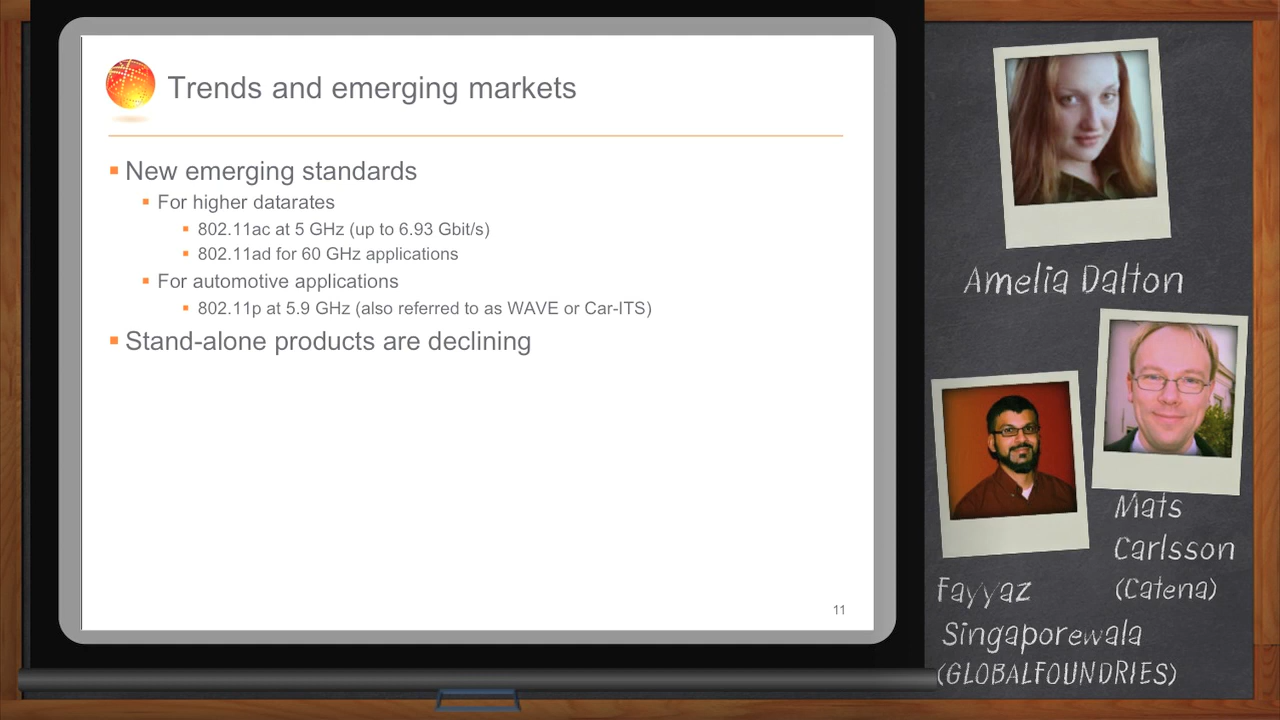 Trends and emerging markets
New emerging standards
For higher datarates
802.11ac at 5 GHz (up to 6.93 Gbit/s)
802.11ad for 60 GHz applications
For automotive applications
802.11p at 5.9 GHz (also referred to as WAVE or Car-ITS)
Stand-alone products are declining
11
Amelia Dalton
Mats
Carlsson
(Catena)
Fayyaz
Singaporewala
(GLOBALFOUNDRIES)